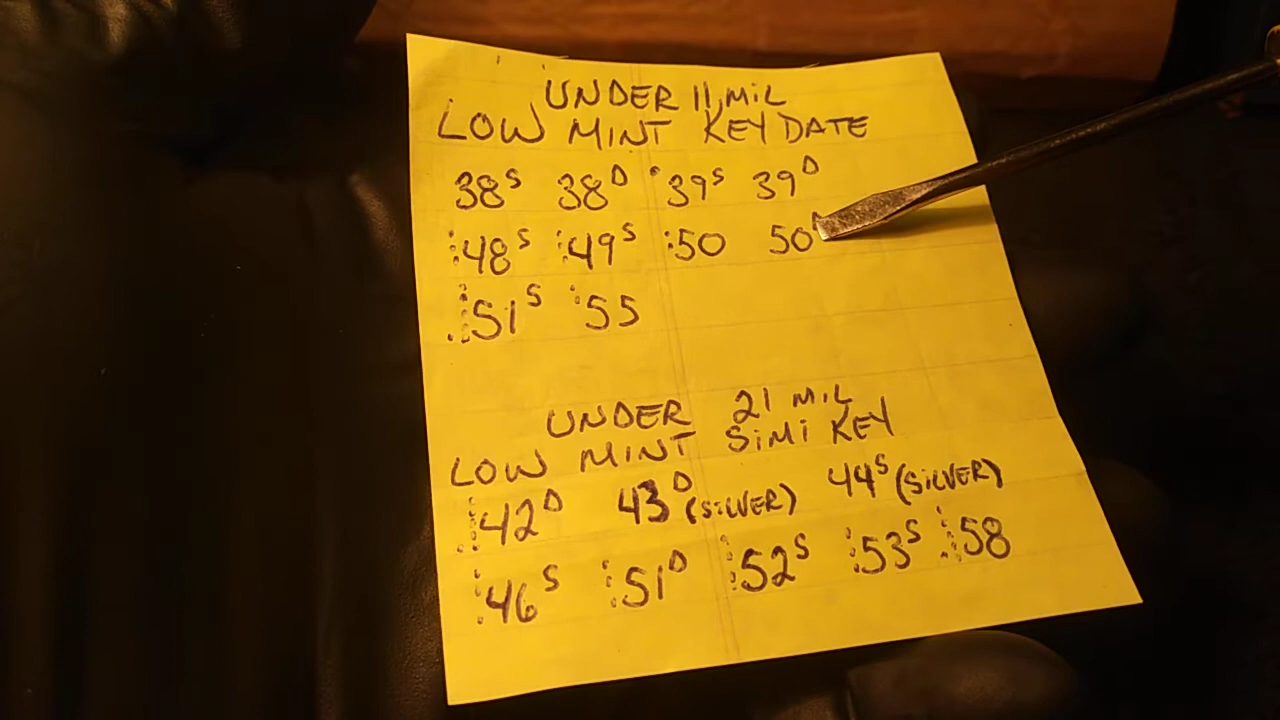 UNDER 11 MIL
LOW MINT KEY DATE
38S 38D 39S 39D
48S 49S 50 50
51S 55
UNDER 21 MIL
LOW MINT SIMI KEY
42D 43D (SILVER) 44S (SILVER)
46S 51D 52S 53S 58